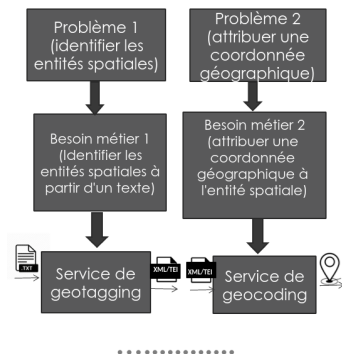 Problème 1
(identifier les
entités spatiales)
Problème 2
(attribuer une
coordonnée
géographique)
Besoin métier 1
(Identifier les
entités spatiales à
partir d'un texte)
Besoin métier 2
(attribuer une
coordonnée
géographique à
l'entité spatiale)
.TXT
Service de
geotagging
XML/TEI
XML/TEI
Service de
geocoding